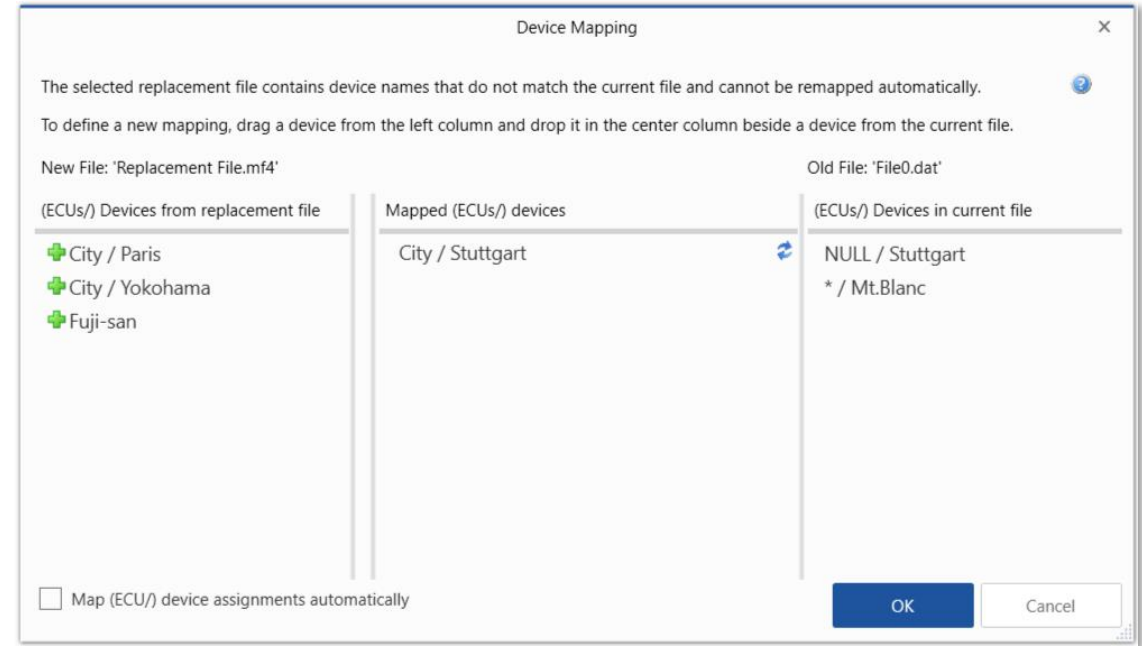 Device Mapping
The selected replacement file contains device names that do not match the current file and cannot be remapped automatically.
To define a new mapping, drag a device from the left column and drop it in the center column beside a device from the current file.
New File: 'Replacement File.mf4'
Old File: 'File0.dat'
(ECUs/) Devices from replacement file
Mapped (ECUs/) devices
(ECUs/) Devices in current file
City / Paris
City / Stuttgart
NULL / Stuttgart
City / Yokohama
* / Mt.Blanc
Fuji-san
Map (ECU/) device assignments automatically
OK
Cancel